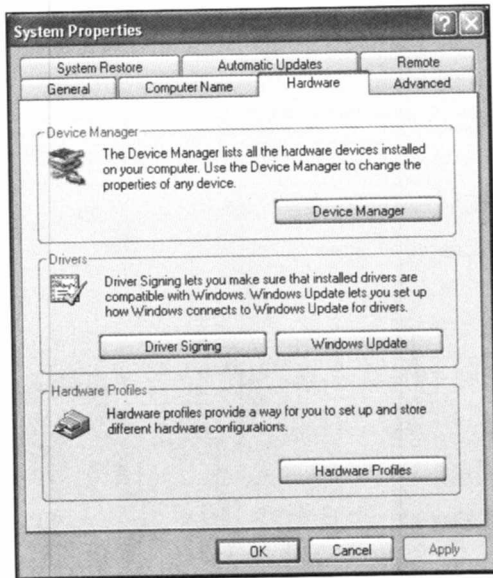 System Properties
System Restore Automatic Updates Remote
General Computer Name Hardware Advanced
Device Manager
The Device Manager lists all the hardware devices installed
on your computer. Use the Device Manager to change the
properties of any device.
Device Manager
Drivers
Driver Signing lets you make sure that installed drivers are
compatible with Windows. Windows Update lets you set up
how Windows connects to Windows Update for drivers.
Driver Signing Windows Update
Hardware Profiles
Hardware profiles provide a way for you to set up and store
different hardware configurations.
Hardware Profiles
OK Cancel Apply